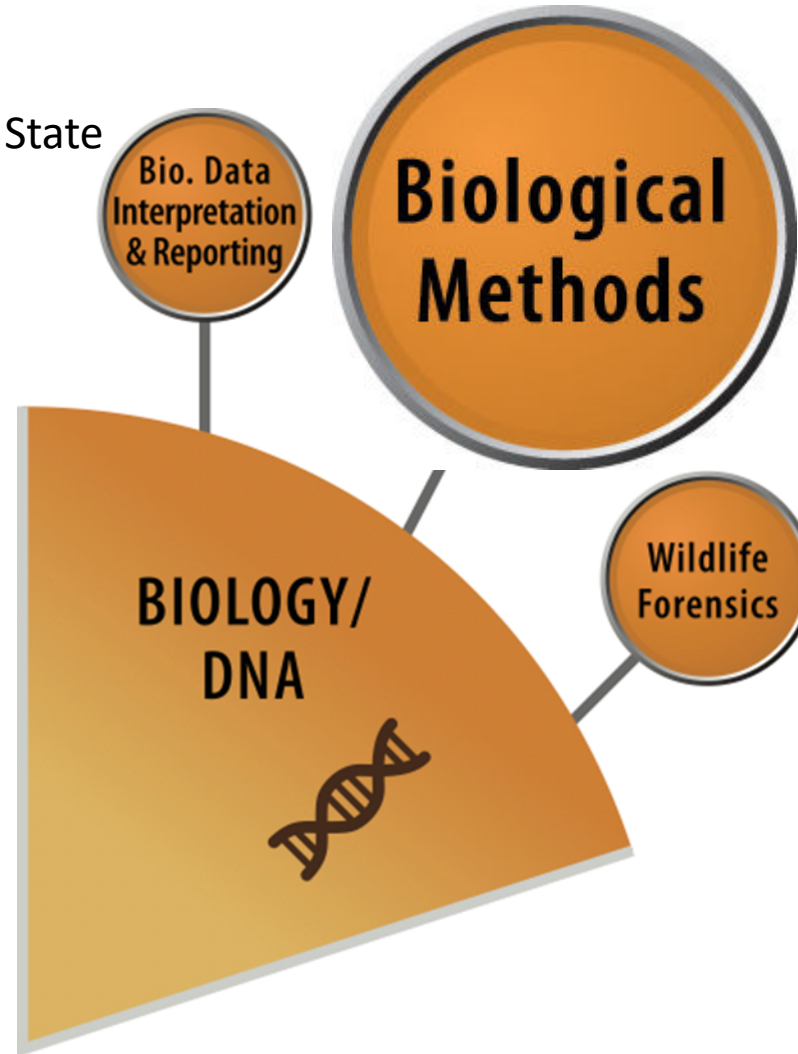 State
Bio. Data
Interpretation
& Reporting
Biological
Methods
Wildlife
Forensics
BIOLOGY/
DNA